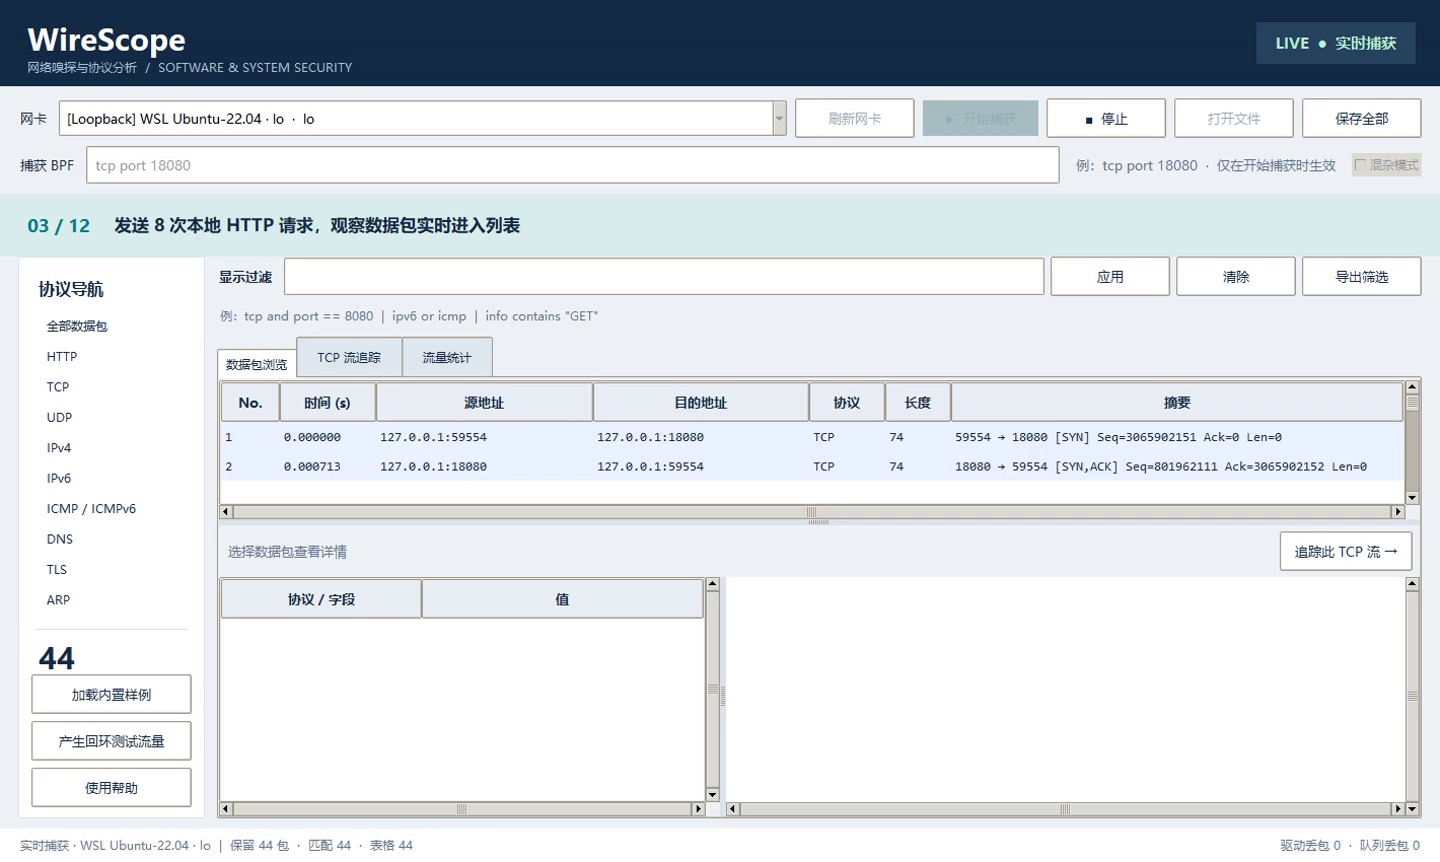 WireScope
网络嗅探与协议分析 / SOFTWARE & SYSTEM SECURITY
LIVE ● 实时捕获
网卡 [Loopback] WSL Ubuntu-22.04 · lo · lo 刷新网卡 ▶ 开始捕获 ■ 停止 打开文件 保存全部
捕获 BPF tcp port 18080 例：tcp port 18080 · 仅在开始捕获时生效 混杂模式
03 / 12 发送 8 次本地 HTTP 请求，观察数据包实时进入列表
协议导航
全部数据包
HTTP
TCP
UDP
IPv4
IPv6
ICMP / ICMPv6
DNS
TLS
ARP
44
加载内置样例
产生回环测试流量
使用帮助
显示过滤 应用 清除 导出筛选
例：tcp and port == 8080 | ipv6 or icmp | info contains "GET"
数据包浏览 TCP 流追踪 流量统计
No. 时间 (s) 源地址 目的地址 协议 长度 摘要
1 0.000000 127.0.0.1:59554 127.0.0.1:18080 TCP 74 59554 → 18080 [SYN] Seq=3065902151 Ack=0 Len=0
2 0.000713 127.0.0.1:18080 127.0.0.1:59554 TCP 74 18080 → 59554 [SYN,ACK] Seq=801962111 Ack=3065902152 Len=0
选择数据包查看详情 追踪此 TCP 流 →
协议 / 字段 值
实时捕获 · WSL Ubuntu-22.04 · lo | 保留 44 包 · 匹配 44 · 表格 44
驱动丢包 0 · 队列丢包 0